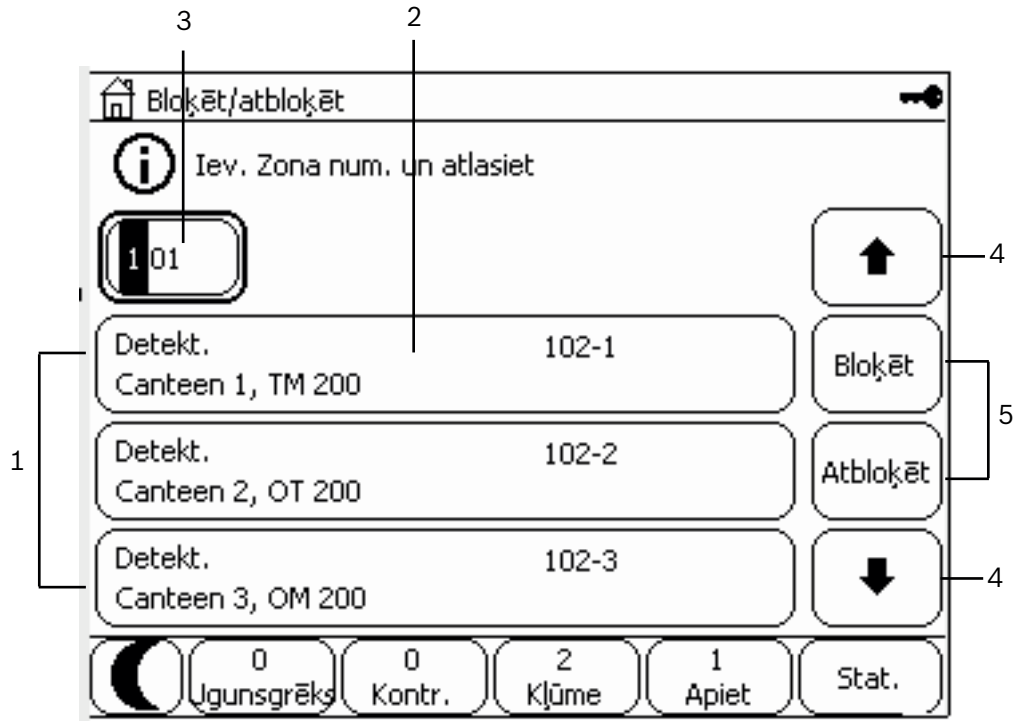 3
2
Bloķēt/atbloķēt
Iev. Zona num. un atlasiet
101
4
Detekt. 102-1
Canteen 1, TM 200
Bloķēt
1
5
Detekt. 102-2
Canteen 2, OT 200
Atbloķēt
Detekt. 102-3
Canteen 3, OM 200
4
0
Jgunsgrēks
0
Kontr.
2
Kļūme
1
Apiet
Stat.